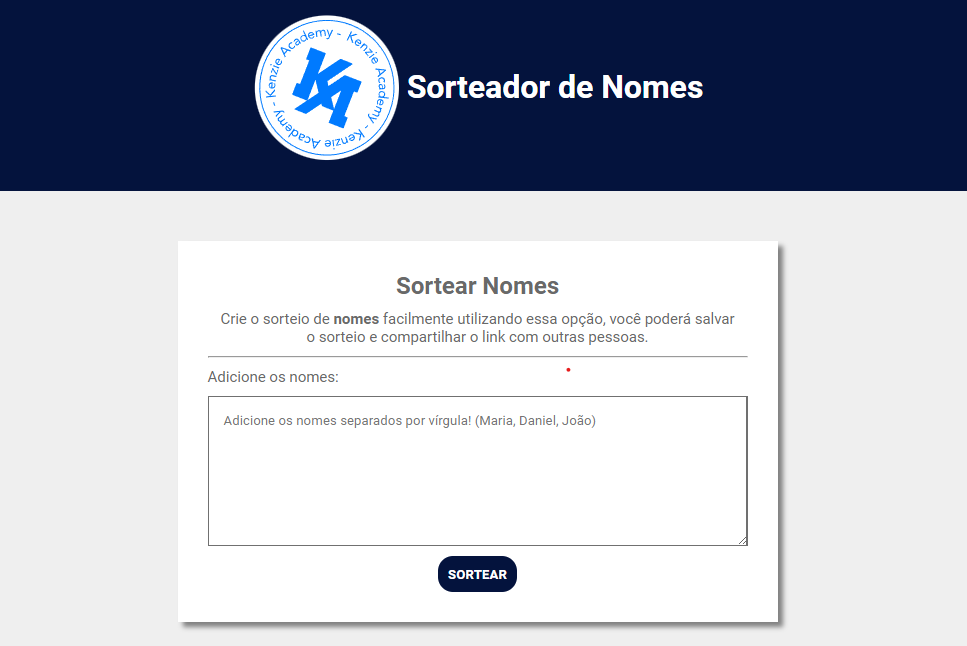 Kenzie Academy - Kenzie Academy - Kenzie Academy -
KA
Sorteador de Nomes
Sortear Nomes
Crie o sorteio de nomes facilmente utilizando essa opção, você poderá salvar
o sorteio e compartilhar o link com outras pessoas.
Adicione os nomes:
Adicione os nomes separados por vírgula! (Maria, Daniel, João)
SORTEAR